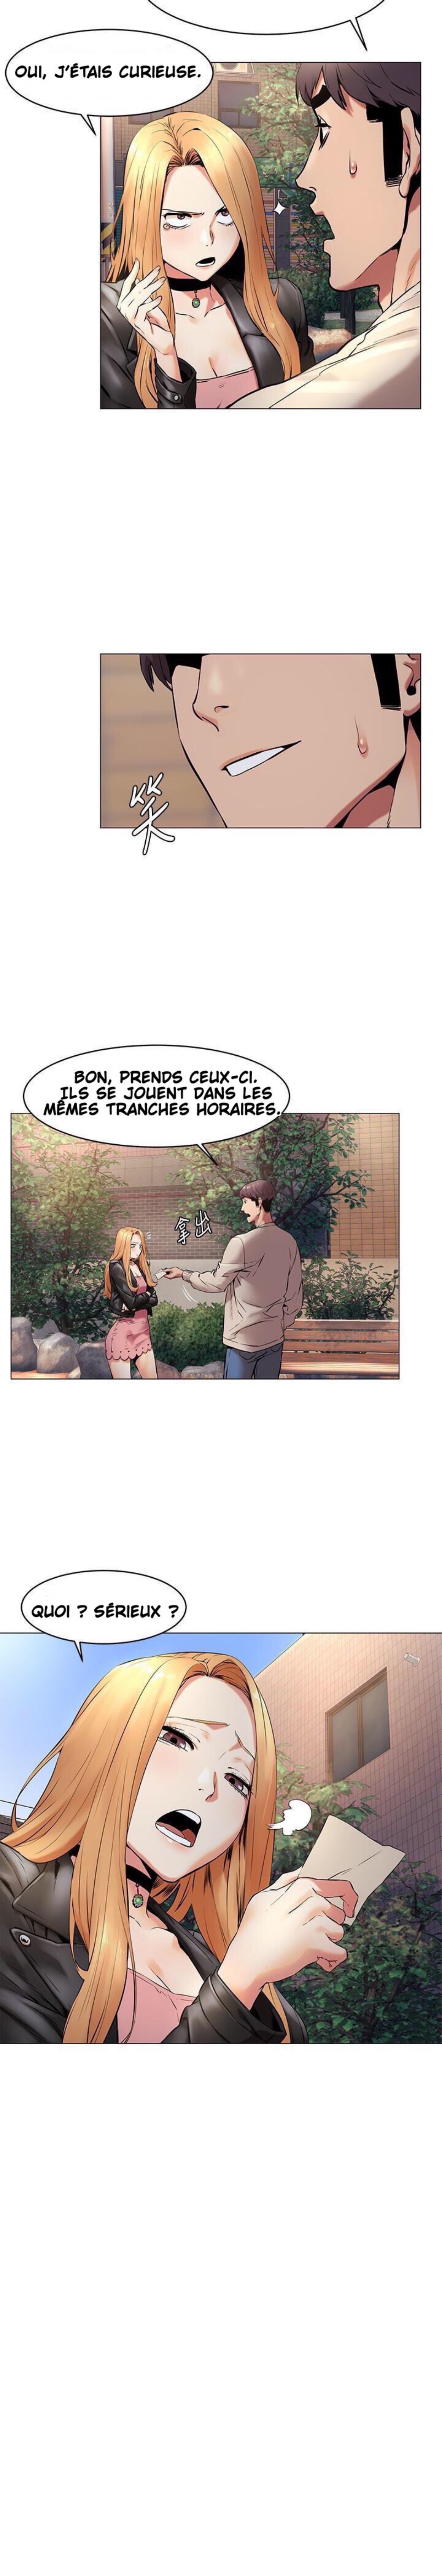 OUI, J'ÉTAIS CURIEUSE.
笑
BON, PRENDS CEUX-CI.
ILS SE JOUENT DANS LES
MÊMES TRANCHES HORAIRES.
拿出
QUOI ? SÉRIEUX ?